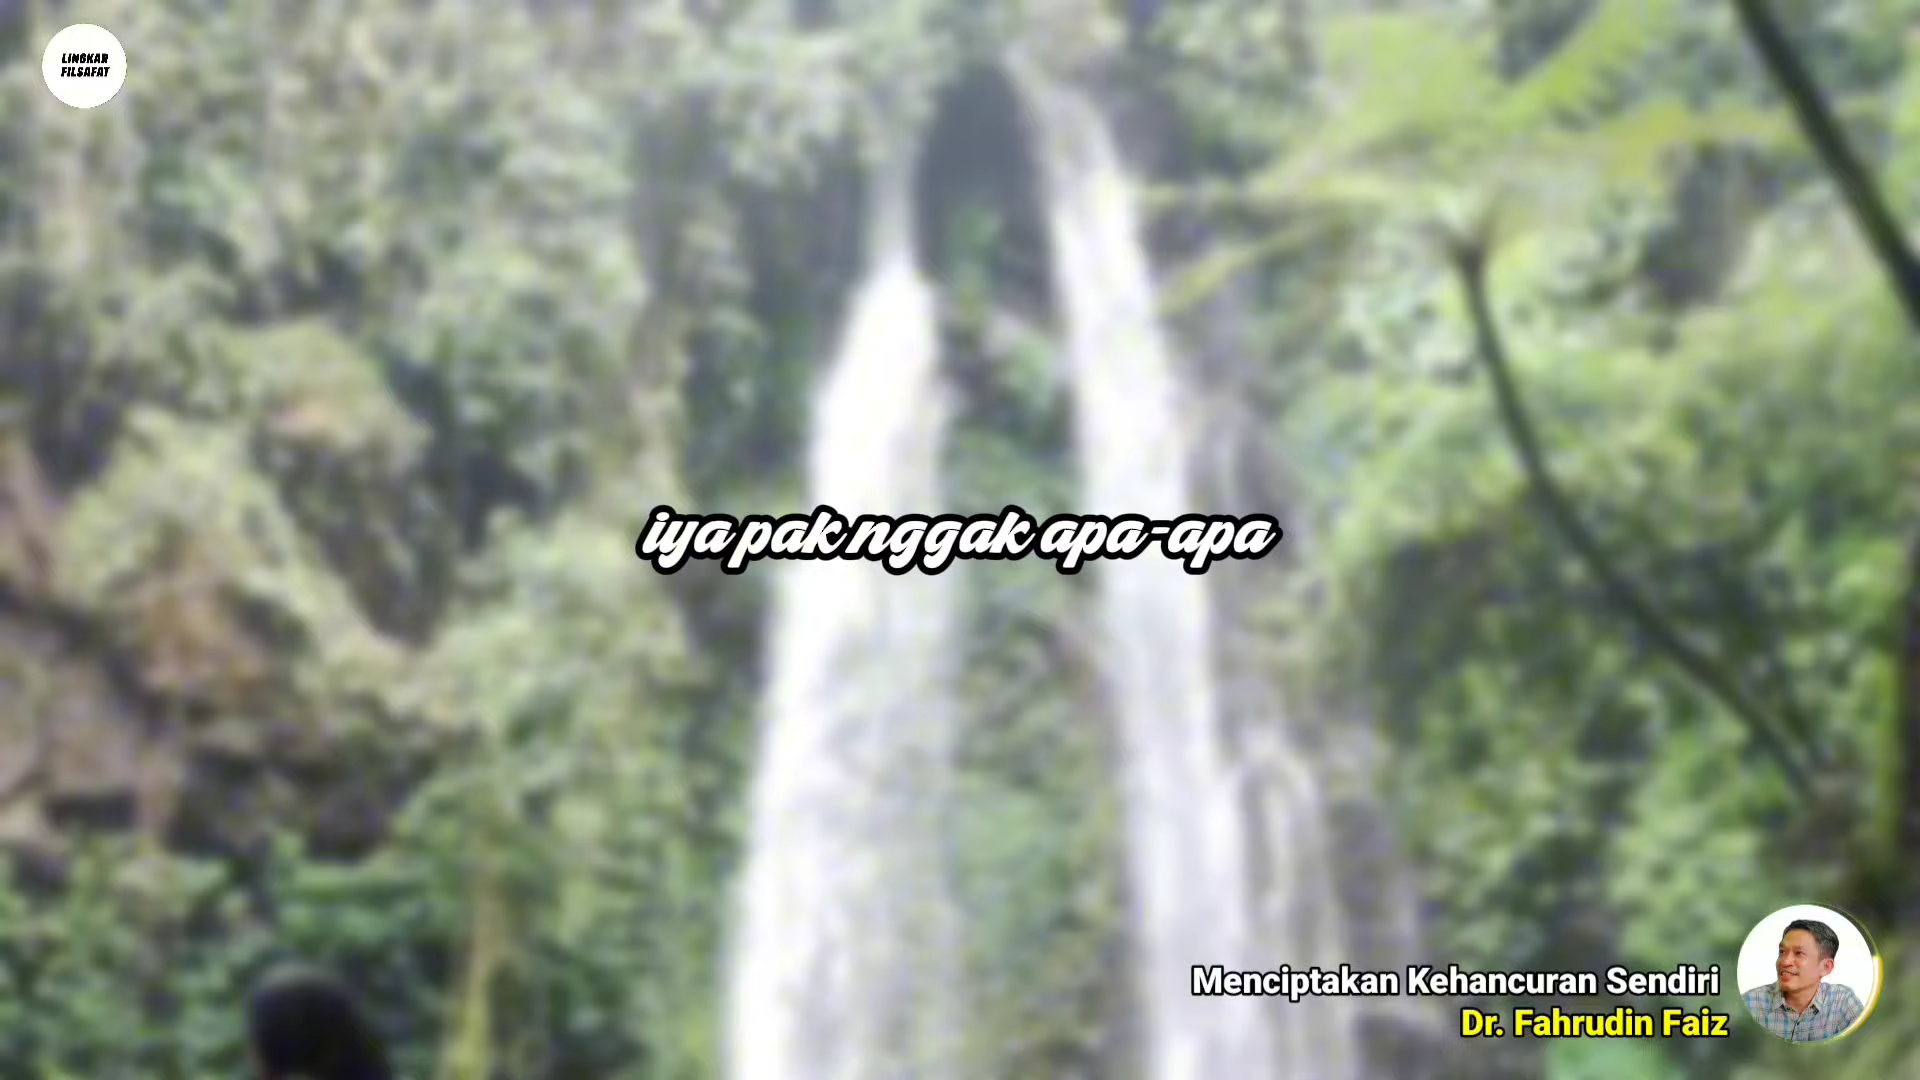 LINGKAR
FILSAFAT
iya pak nggak apa-apa
Menciptakan Kehancuran Sendiri
Dr. Fahrudin Faiz